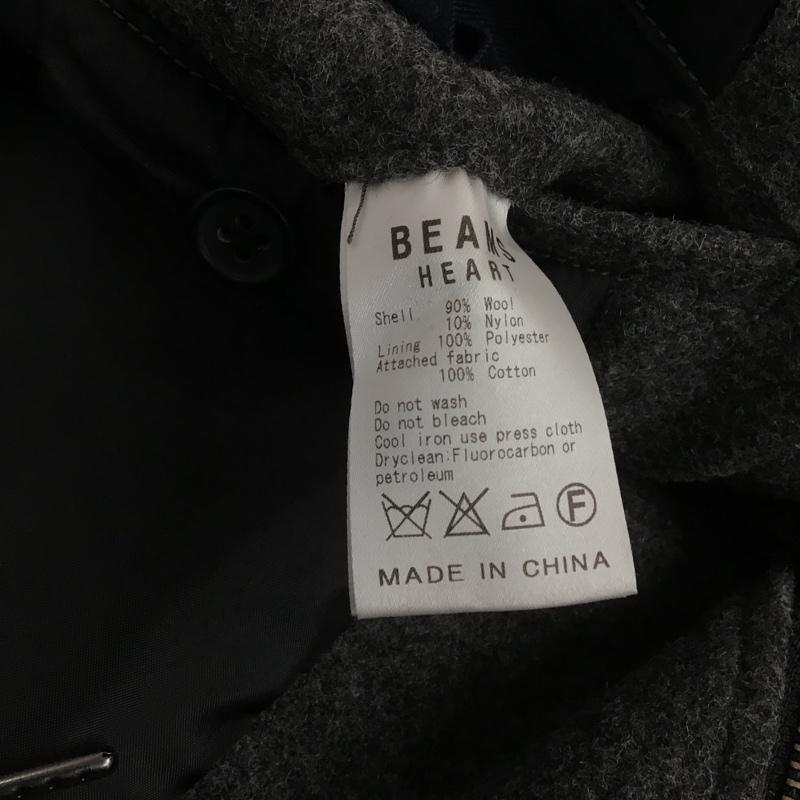 BEAMS
HEART
Shell 90% Wool
10% Nylon
Lining 100% Polyester
Attached fabric
100% Cotton
Do not wash
Do not bleach
Cool iron use press cloth
Dryclean:Fluorocarbon or
petroleum
F
MADE IN CHINA